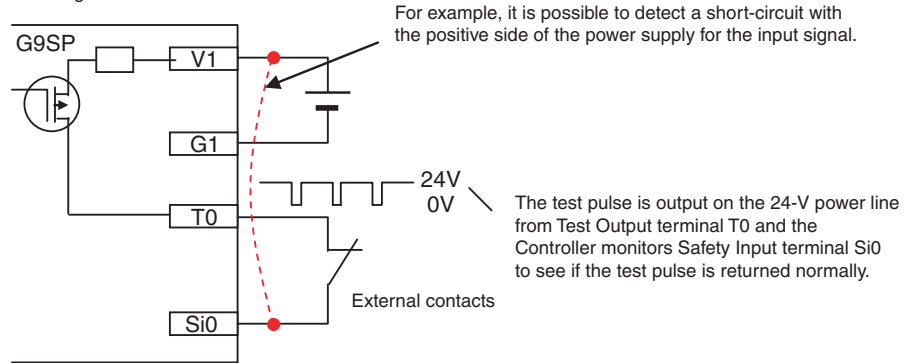 For example, it is possible to detect a short-circuit with
the positive side of the power supply for the input signal.
G9SP
V1
G1
24V
0V
T0
The test pulse is output on the 24-V power line
from Test Output terminal T0 and the
Controller monitors Safety Input terminal Si0
to see if the test pulse is returned normally.
External contacts
Si0